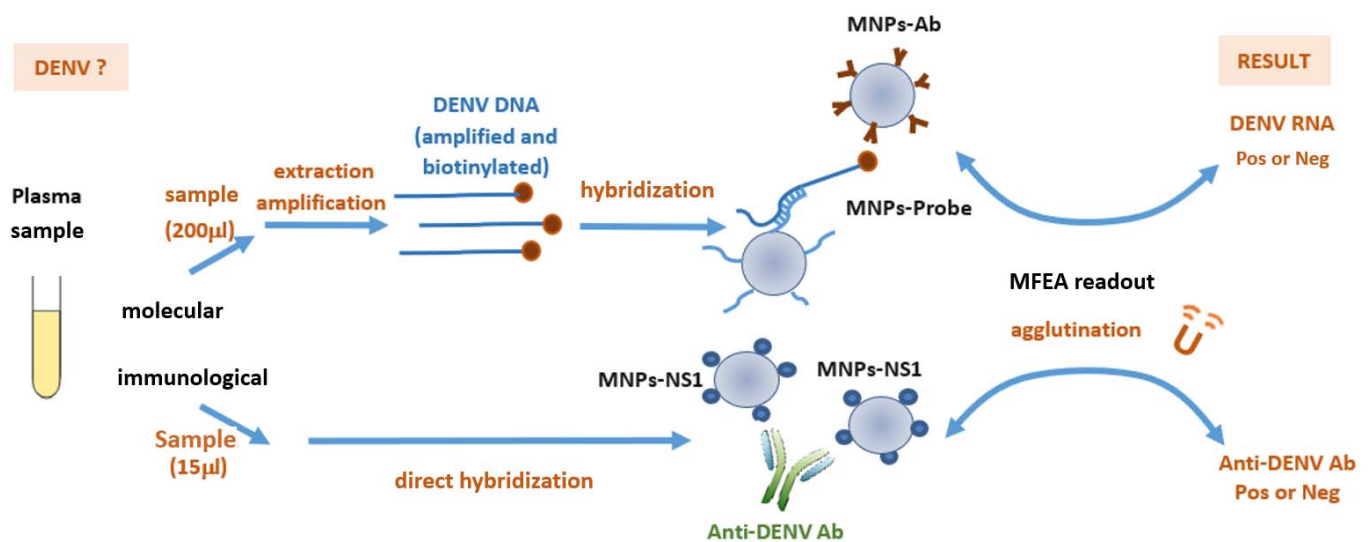 DENV ?
Plasma
sample
molecular
immunological
sample
(200µl)
extraction
amplification
DENV DNA
(amplified and
biotinylated)
hybridization
MNPs-Ab
MNPs-Probe
RESULT
DENV RNA
Pos or Neg
MFEA readout
agglutination
Sample
(15µl)
direct hybridization
MNPs-NS1
MNPs-NS1
Anti-DENV Ab
Anti-DENV Ab
Pos or Neg